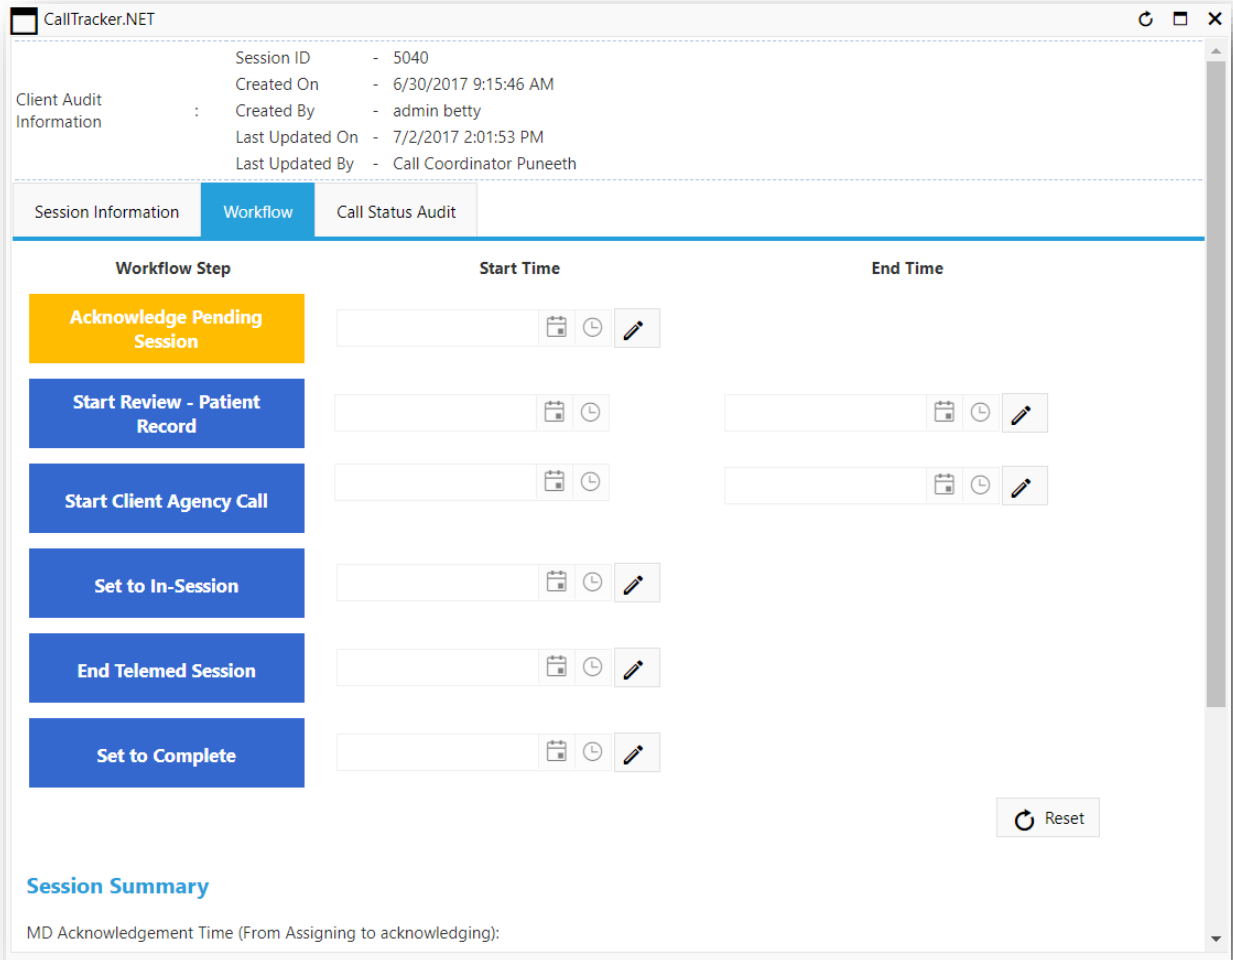 CallTracker.NET
Client Audit
Information
:
Session ID - 5040
Created On - 6/30/2017 9:15:46 AM
Created By - admin betty
Last Updated On - 7/2/2017 2:01:53 PM
Last Updated By - Call Coordinator Puneeth
Session Information Workflow Call Status Audit
Workflow Step Start Time End Time
Acknowledge Pending
Session
Start Review - Patient
Record
Start Client Agency Call
Set to In-Session
End Telemed Session
Set to Complete
Reset
Session Summary
MD Acknowledgement Time (From Assigning to acknowledging):